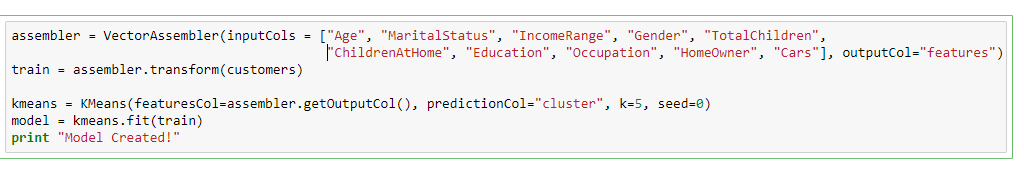 assembler = VectorAssembler(inputCols = ["Age", "MaritalStatus", "IncomeRange", "Gender", "TotalChildren",
"ChildrenAtHome", "Education", "Occupation", "HomeOwner", "Cars"], outputCol="features")
train = assembler.transform(customers)
kmeans = KMeans(featuresCol=assembler.getOutputCol(), predictionCol="cluster", k=5, seed=0)
model = kmeans.fit(train)
print "Model Created!"